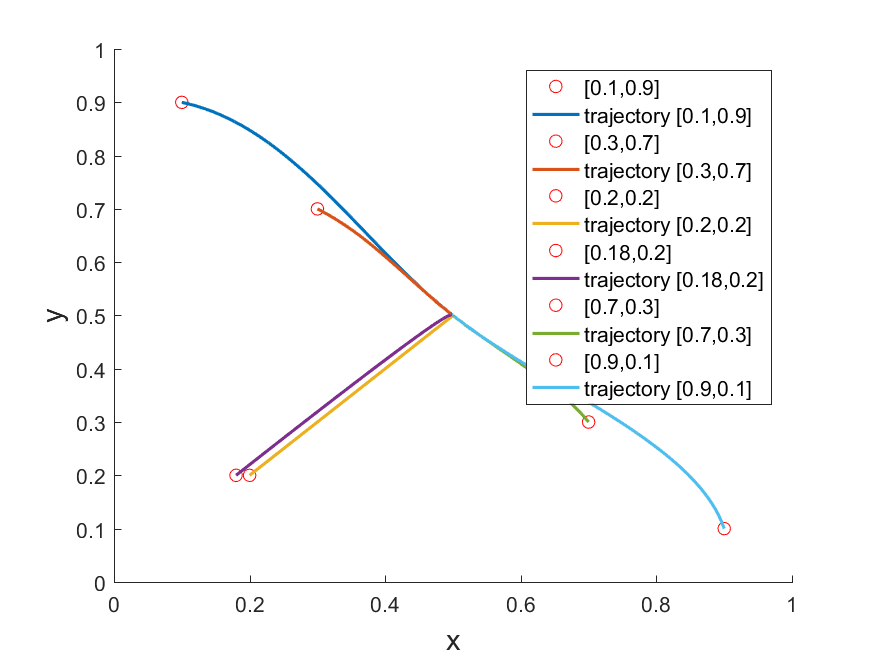 1
0.9
0.8
0.7
0.6
0.5
0.4
0.3
0.2
0.1
0
y
[0.1,0.9]
trajectory [0.1,0.9]
[0.3,0.7]
trajectory [0.3,0.7]
[0.2,0.2]
trajectory [0.2,0.2]
[0.18,0.2]
trajectory [0.18,0.2]
[0.7,0.3]
trajectory [0.7,0.3]
[0.9,0.1]
trajectory [0.9,0.1]
0 0.2 0.4 0.6 0.8 1
x